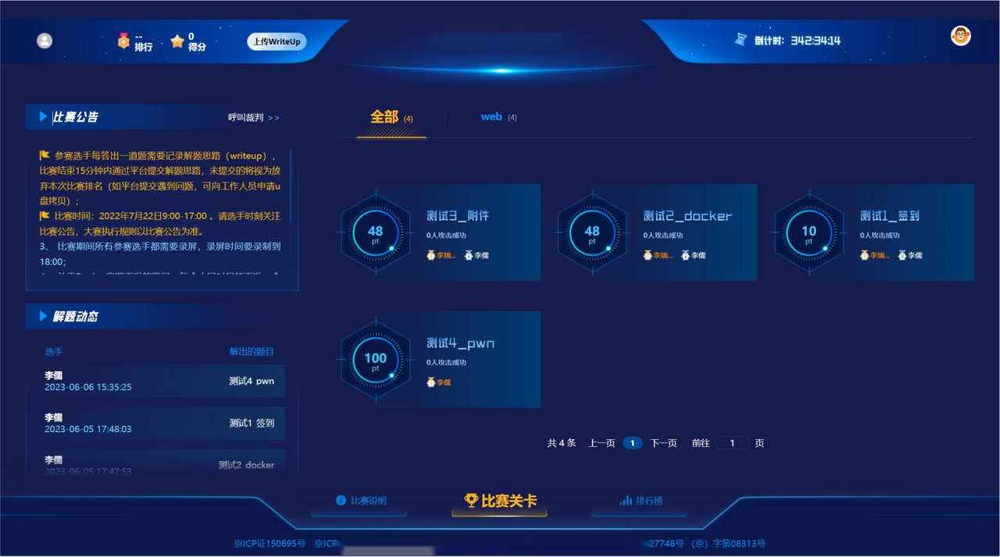 --
排行
0
得分
上传WriteUp
倒计时：342:34:14
比赛公告
呼叫裁判 >>
参赛选手每答出一道题需要记录解题思路（writeup），
比赛结束15分钟内通过平台提交解题思路，未提交的将视为放
弃本次比赛排名（如平台提交遇到问题，可向工作人员申请u
盘拷贝）；
比赛时间：2022年7月22日9:00-17:00 。请选手时刻关注
比赛公告，大赛执行规则以比赛公告为准。
3、 比赛期间所有参赛选手都需要录屏，录屏时间要录制到
18:00；
解题动态
选手 解出的题目
李儒
2023-06-06 15:35:25
测试4 pwn
李儒
2023-06-05 17:48:03
测试1 签到
李儒
2023-06-05 17:47:53
测试2 docker
全部 (4)
web (4)
48
pt
测试3_附件
0人攻击成功
李瑞... 李儒
48
pt
测试2_docker
0人攻击成功
李瑞... 李儒
10
pt
测试1_签到
0人攻击成功
李瑞... 李儒
100
pt
测试4_pwn
0人攻击成功
李儒
共 4 条 上一页 1 下一页 前往 1 页
比赛说明
比赛关卡
排行榜
京ICP证150695号 京ICP
27748号 （京）字第08313号